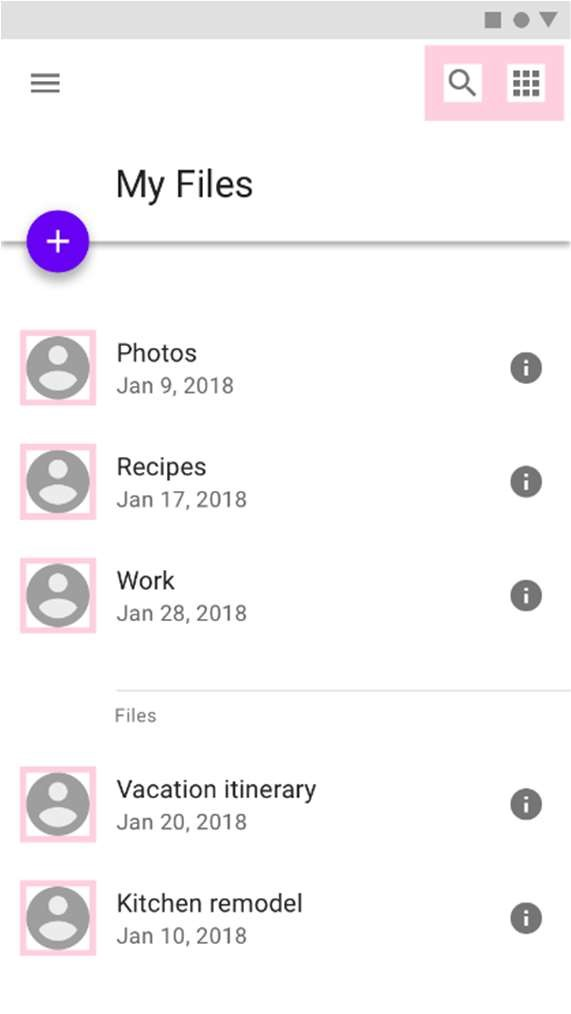 My Files
Photos
Jan 9, 2018
Recipes
Jan 17, 2018
Work
Jan 28, 2018
Files
Vacation itinerary
Jan 20, 2018
Kitchen remodel
Jan 10, 2018